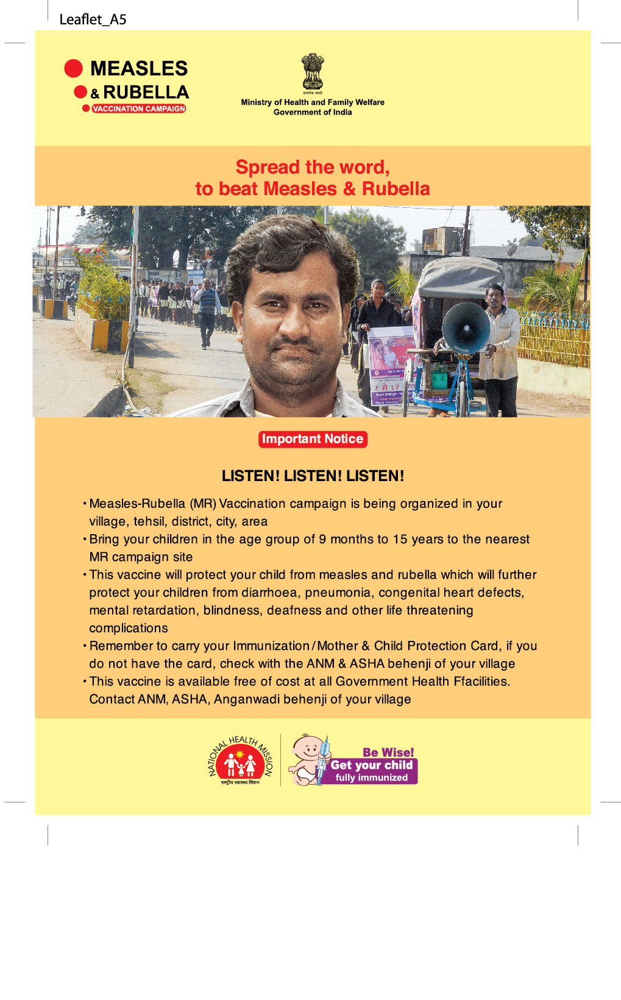 Leaflet_A5
MEASLES
& RUBELLA
VACCINATION CAMPAIGN
सत्यमेव जयते
Ministry of Health and Family Welfare
Government of India
Spread the word,
to beat Measles & Rubella
7 से 17
Important Notice
LISTEN! LISTEN! LISTEN!
• Measles-Rubella (MR) Vaccination campaign is being organized in your
village, tehsil, district, city, area
• Bring your children in the age group of 9 months to 15 years to the nearest
MR campaign site
• This vaccine will protect your child from measles and rubella which will further
protect your children from diarrhoea, pneumonia, congenital heart defects,
mental retardation, blindness, deafness and other life threatening
complications
• Remember to carry your Immunization/Mother & Child Protection Card, if you
do not have the card, check with the ANM & ASHA behenji of your village
• This vaccine is available free of cost at all Government Health Ffacilities.
Contact ANM, ASHA, Anganwadi behenji of your village
NATIONAL HEALTH MISSION
राष्ट्रीय स्वास्थ्य मिशन
Be Wise!
Get your child
fully immunized